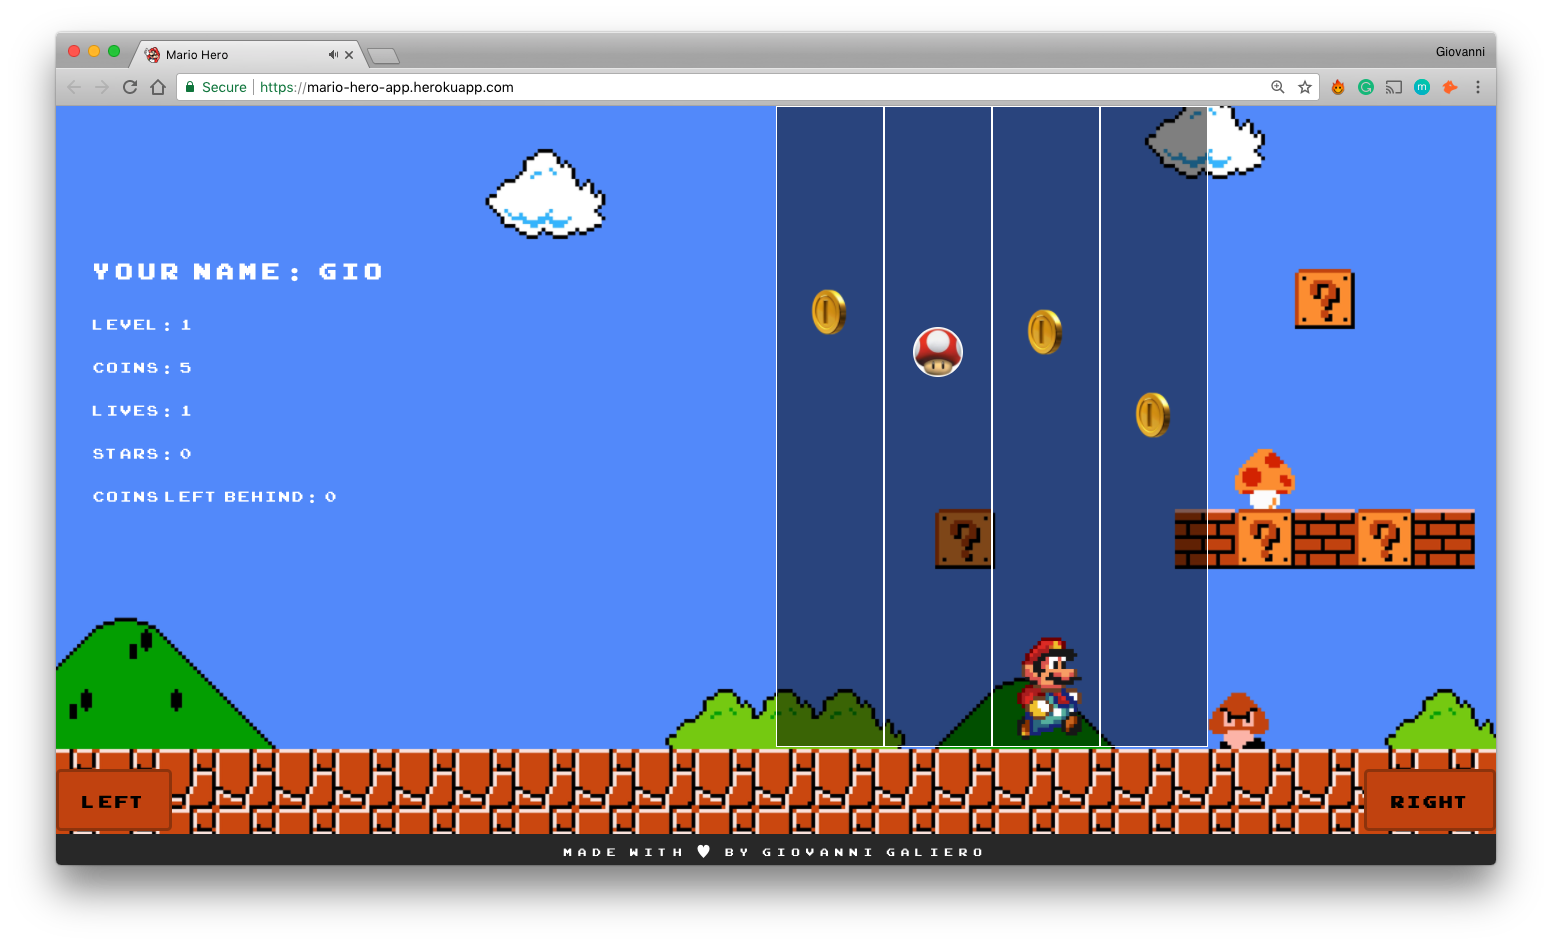 Mario Hero
Giovanni
Secure https://mario-hero-app.herokuapp.com
YOUR NAME: GIO
LEVEL: 1
COINS: 5
LIVES: 1
STARS: 0
COINS LEFT BEHIND: 0
?
?
? ?
LEFT
RIGHT
MADE WITH ♥ BY GIOVANNI GALIERO